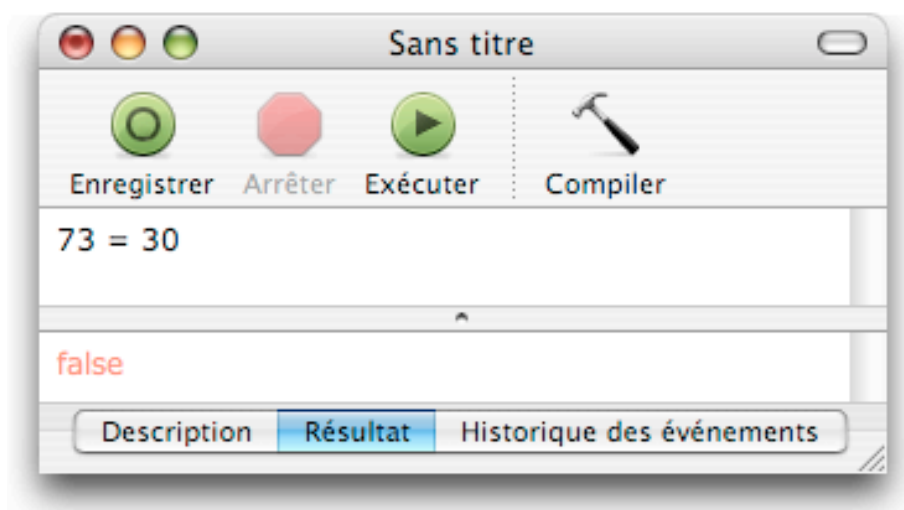 Sans titre
Enregistrer Arrêter Exécuter Compiler
73 = 30
false
Description Résultat Historique des événements